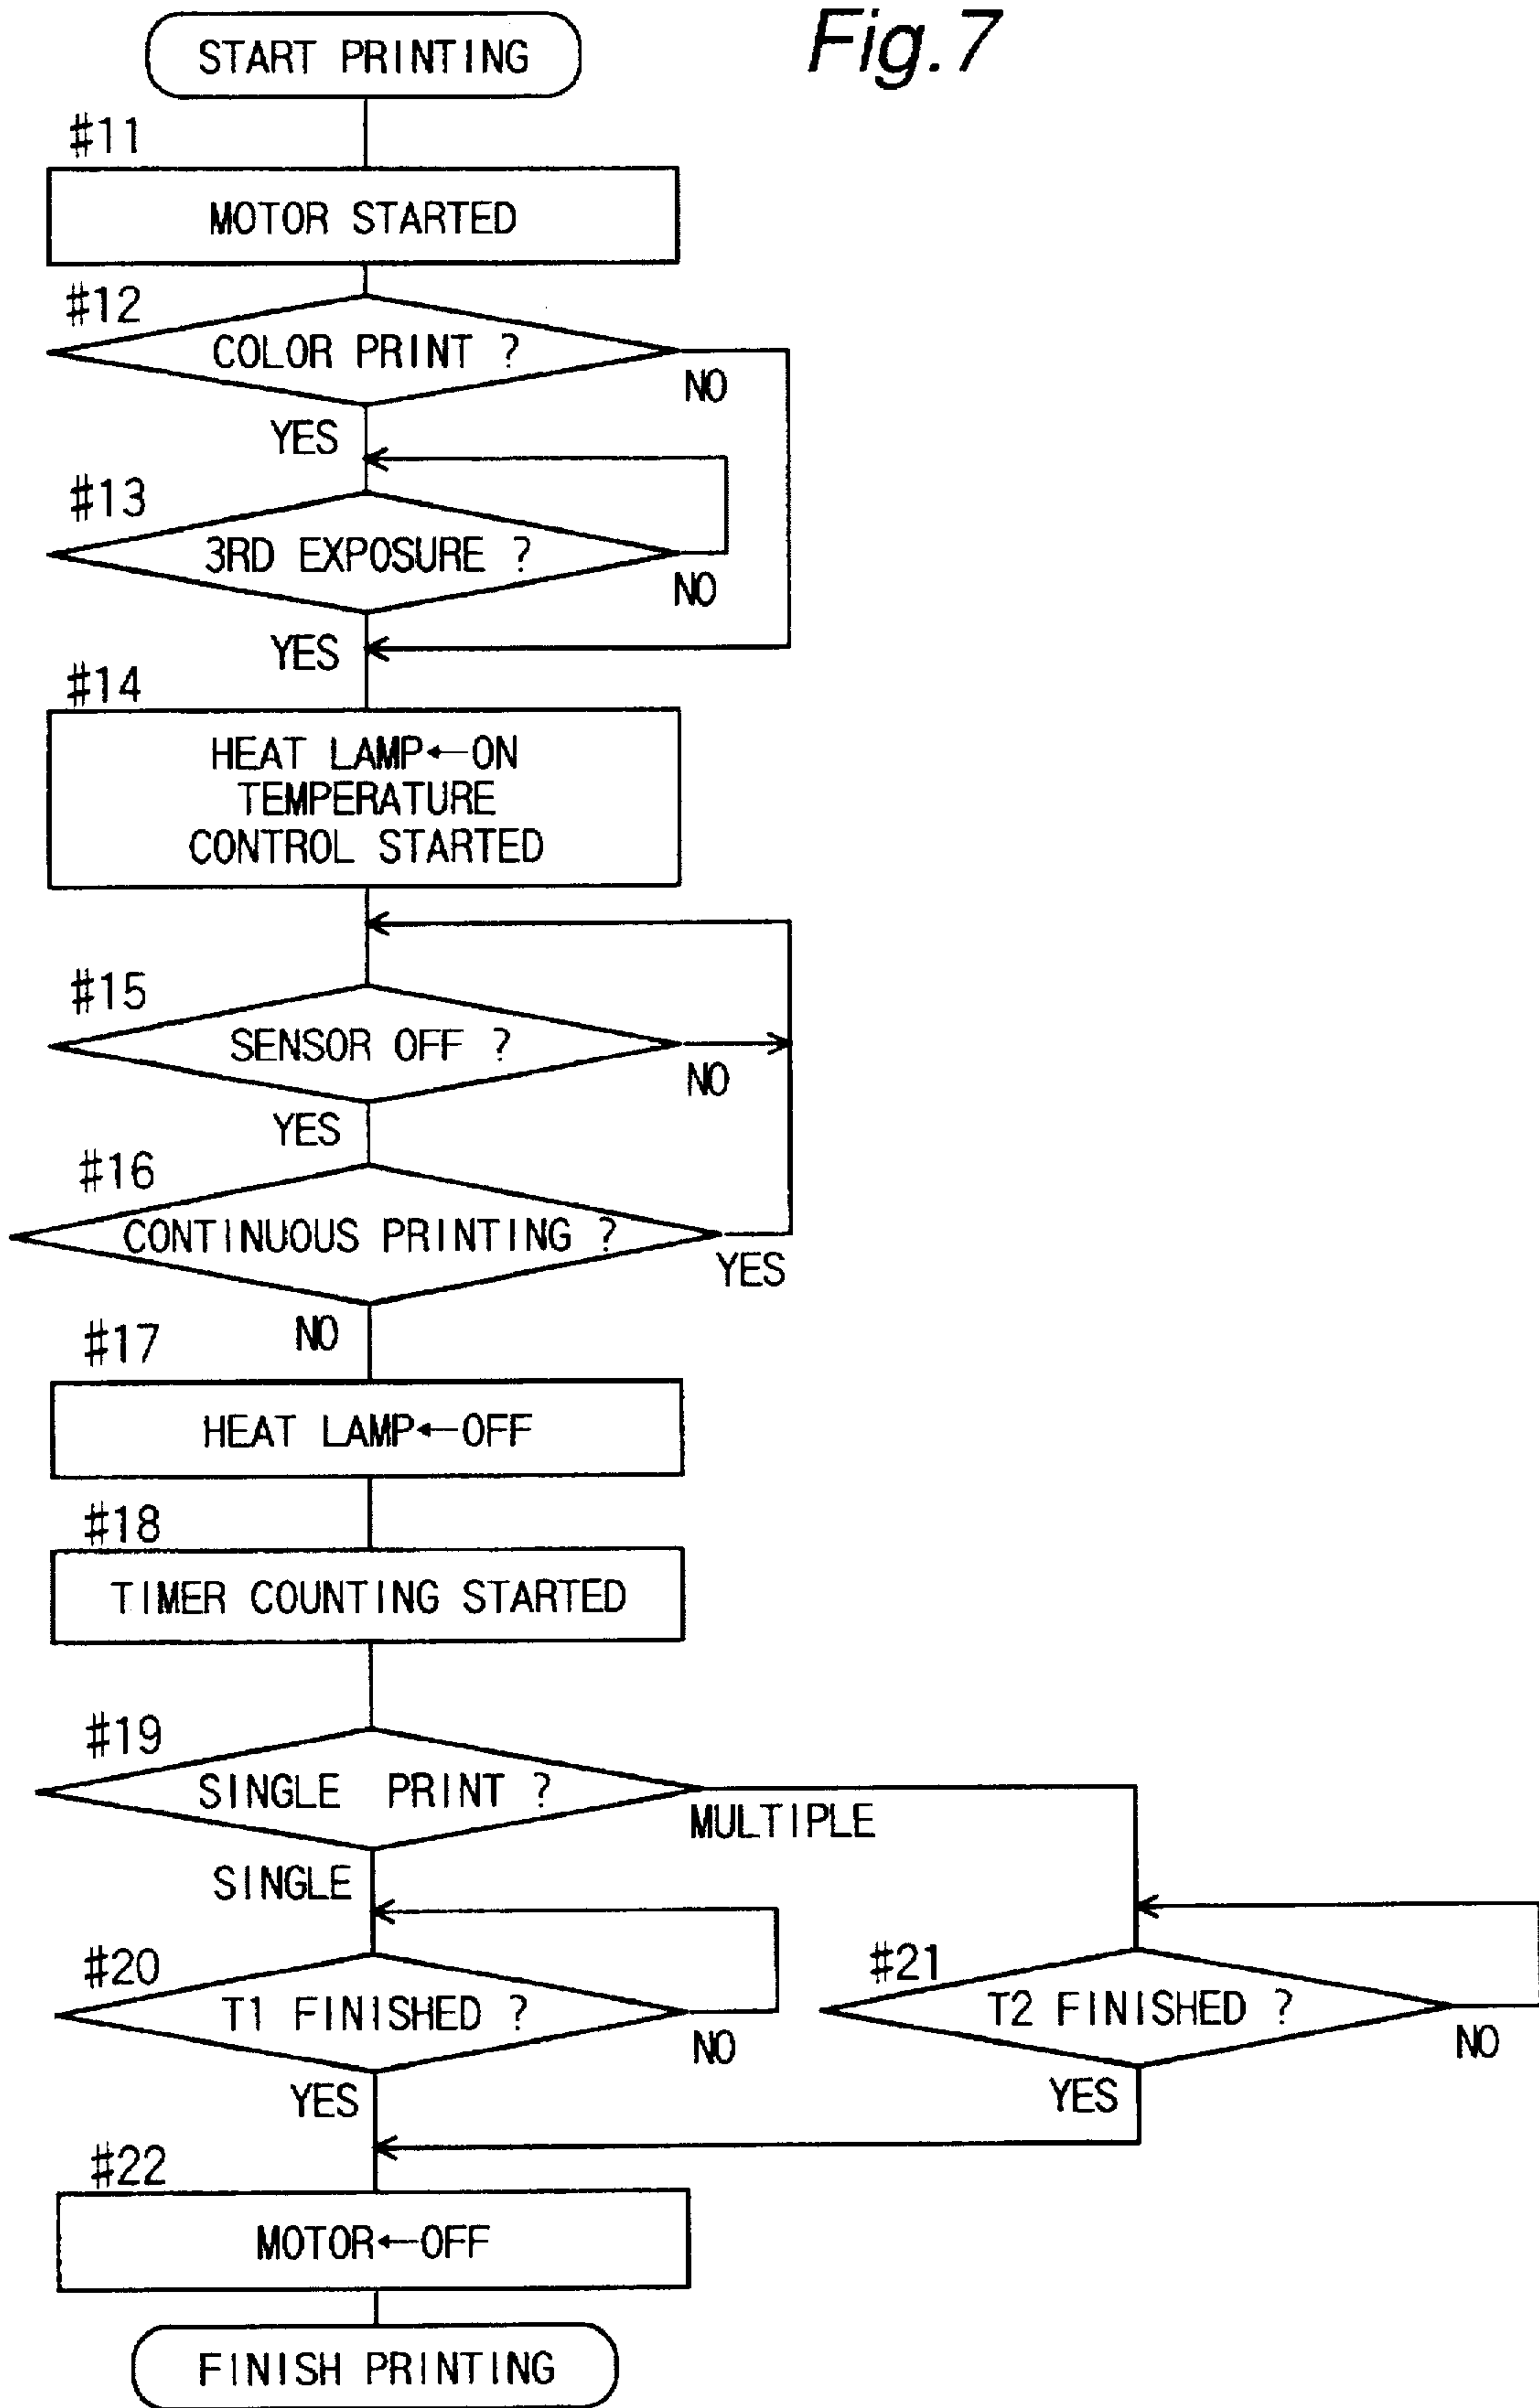 Fig.7
START PRINTING
#11
MOTOR STARTED
#12
COLOR PRINT ?
NO
YES
#13
3RD EXPOSURE ?
NO
YES
#14
HEAT LAMP←ON
TEMPERATURE
CONTROL STARTED
#15
SENSOR OFF ?
NO
YES
#16
CONTINUOUS PRINTING ?
YES
NO
#17
HEAT LAMP←OFF
#18
TIMER COUNTING STARTED
#19
SINGLE PRINT ?
MULTIPLE
SINGLE
#20
T1 FINISHED ?
NO
YES
#21
T2 FINISHED ?
NO
YES
#22
MOTOR←OFF
FINISH PRINTING